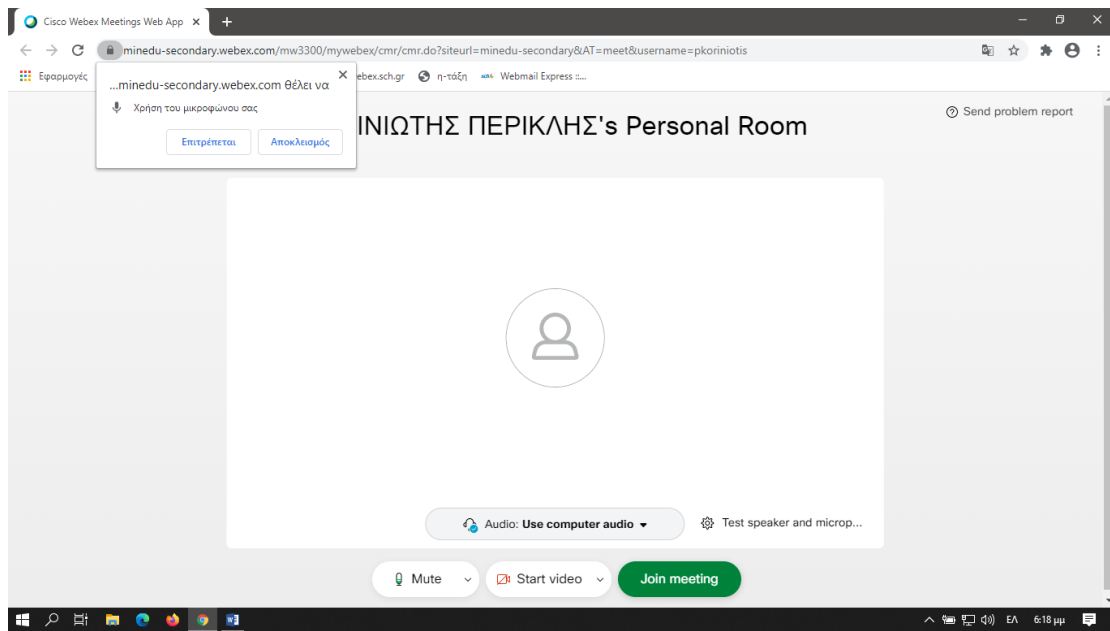 Cisco Webex Meetings Web App
minedu-secondary.webex.com/mw3300/mywebex/cmr/cmr.do?siteurl=minedu-secondary&AT=meet&username=pkoriniotis
Εφαρμογές
ebex.sch.gr
η-τάξη
Webmail Express ::...
...minedu-secondary.webex.com θέλει να
Χρήση του μικροφώνου σας
Επιτρέπεται
Αποκλεισμός
ΙΝΙΩΤΗΣ ΠΕΡΙΚΛΗΣ's Personal Room
Send problem report
Audio: Use computer audio
Test speaker and microp...
Mute
Start video
Join meeting
ΕΛ
6:18 μμ